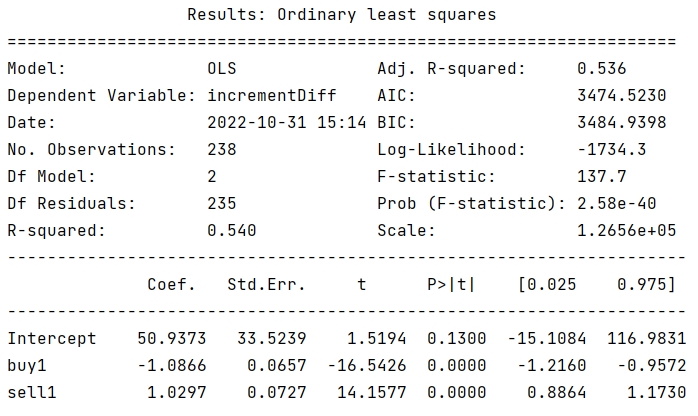 Results: Ordinary least squares
===================================================================
Model: OLS Adj. R-squared: 0.536
Dependent Variable: incrementDiff AIC: 3474.5230
Date: 2022-10-31 15:14 BIC: 3484.9398
No. Observations: 238 Log-Likelihood: -1734.3
Df Model: 2 F-statistic: 137.7
Df Residuals: 235 Prob (F-statistic): 2.58e-40
R-squared: 0.540 Scale: 1.2656e+05
--------------------------------------------------------------------
Coef. Std.Err. t P>|t| [0.025 0.975]
--------------------------------------------------------------------
Intercept 50.9373 33.5239 1.5194 0.1300 -15.1084 116.9831
buy1 -1.0866 0.0657 -16.5426 0.0000 -1.2160 -0.9572
sell1 1.0297 0.0727 14.1577 0.0000 0.8864 1.1730